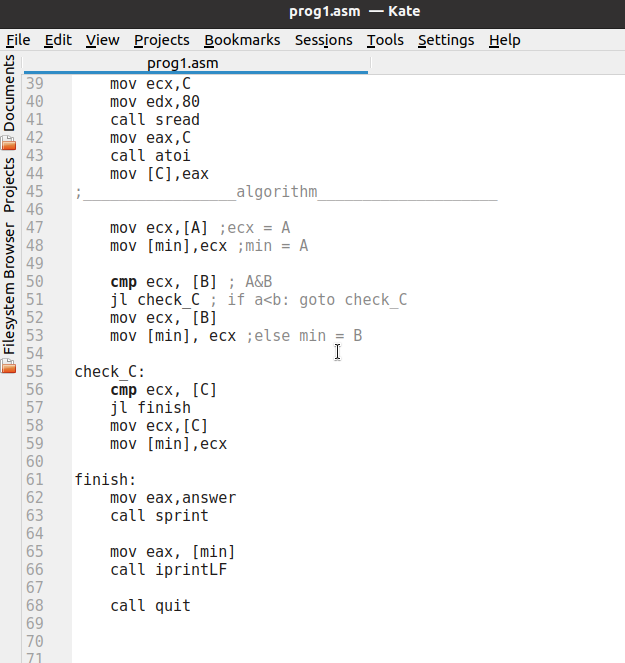 prog1.asm — Kate
File Edit View Projects Bookmarks Sessions Tools Settings Help
prog1.asm
Documents
Projects
Filesystem Browser
39 mov ecx,C
40 mov edx,80
41 call sread
42 mov eax,C
43 call atoi
44 mov [C],eax
45 ;_________________algorithm____________________
46
47 mov ecx,[A] ;ecx = A
48 mov [min],ecx ;min = A
49
50 cmp ecx, [B] ; A&B
51 jl check_C ; if a<b: goto check_C
52 mov ecx, [B]
53 mov [min], ecx ;else min = B
54
55 check_C:
56 cmp ecx, [C]
57 jl finish
58 mov ecx,[C]
59 mov [min],ecx
60
61 finish:
62 mov eax,answer
63 call sprint
64
65 mov eax, [min]
66 call iprintLF
67
68 call quit
69
70
71